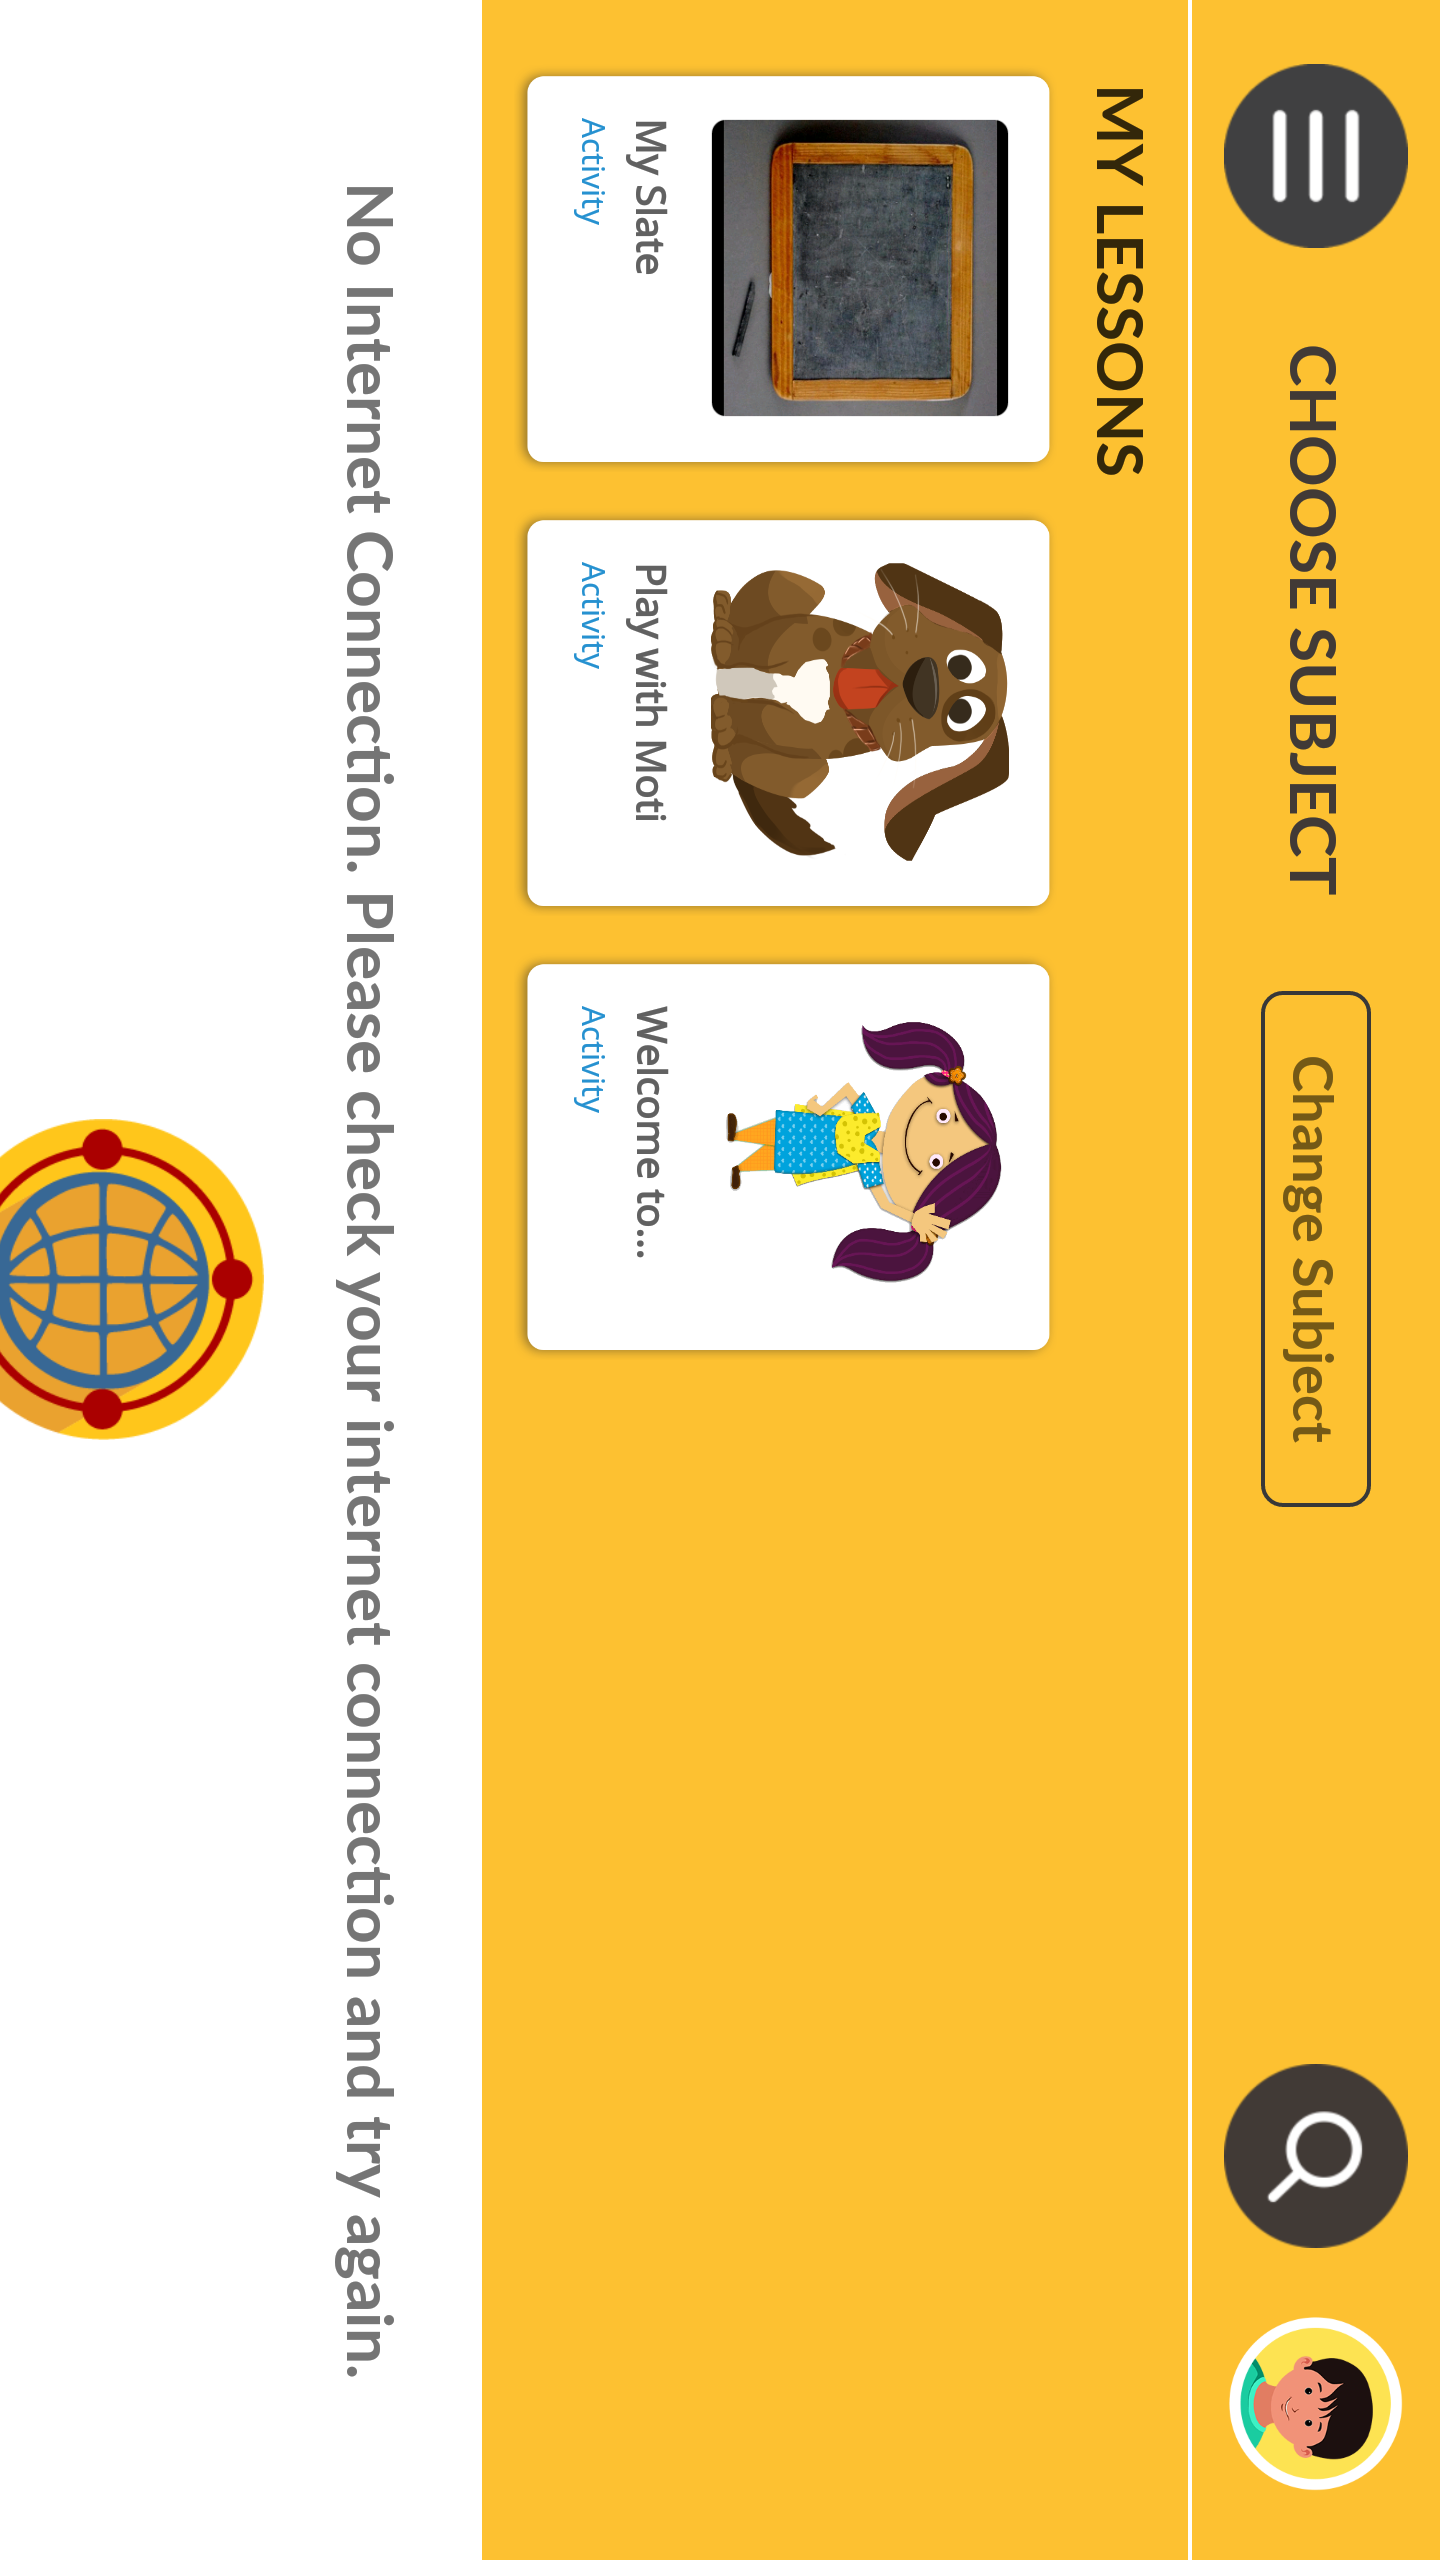 CHOOSE SUBJECT
Change Subject
MY LESSONS
My Slate
Activity
Play with Moti
Activity
Welcome to...
Activity
No Internet Connection. Please check your internet connection and try again.